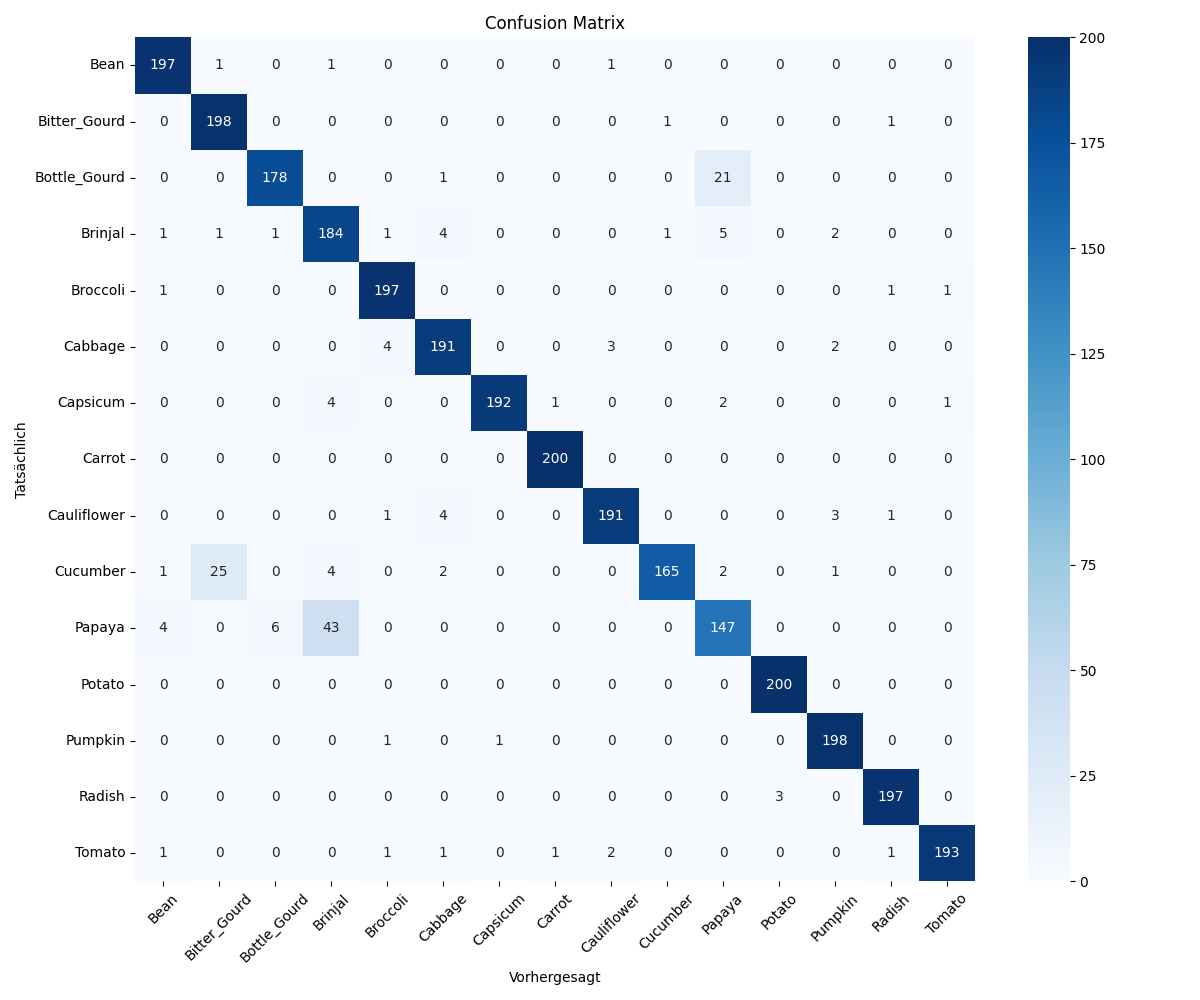 Confusion Matrix
Bean 197 1 0 1 0 0 0 0 1 0 0 0 0 0 0
Bitter_Gourd 0 198 0 0 0 0 0 0 0 1 0 0 0 1 0
Bottle_Gourd 0 0 178 0 0 1 0 0 0 0 21 0 0 0 0
Brinjal 1 1 1 184 1 4 0 0 0 1 5 0 2 0 0
Broccoli 1 0 0 0 197 0 0 0 0 0 0 0 0 1 1
Cabbage 0 0 0 0 4 191 0 0 3 0 0 0 2 0 0
Capsicum 0 0 0 4 0 0 192 1 0 0 2 0 0 0 1
Carrot 0 0 0 0 0 0 0 200 0 0 0 0 0 0 0
Cauliflower 0 0 0 0 1 4 0 0 191 0 0 0 3 1 0
Cucumber 1 25 0 4 0 2 0 0 0 165 2 0 1 0 0
Papaya 4 0 6 43 0 0 0 0 0 0 147 0 0 0 0
Potato 0 0 0 0 0 0 0 0 0 0 0 200 0 0 0
Pumpkin 0 0 0 0 1 0 1 0 0 0 0 0 198 0 0
Radish 0 0 0 0 0 0 0 0 0 0 0 3 0 197 0
Tomato 1 0 0 0 1 1 0 1 2 0 0 0 0 1 193
Bean Bitter_Gourd Bottle_Gourd Brinjal Broccoli Cabbage Capsicum Carrot Cauliflower Cucumber Papaya Potato Pumpkin Radish Tomato
Vorhergesagt
Tatsächlich
200
175
150
125
100
75
50
25
0